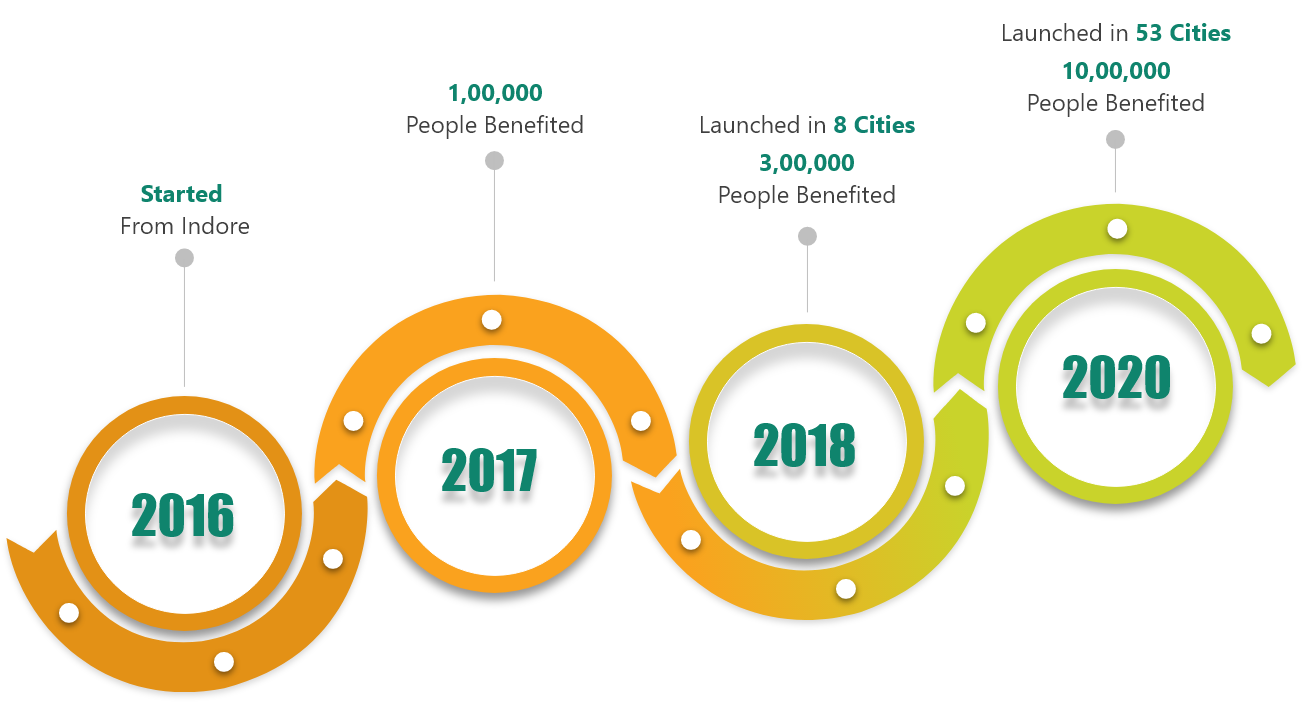 Started
From Indore
2016
1,00,000
People Benefited
2017
Launched in 8 Cities
3,00,000
People Benefited
2018
Launched in 53 Cities
10,00,000
People Benefited
2020